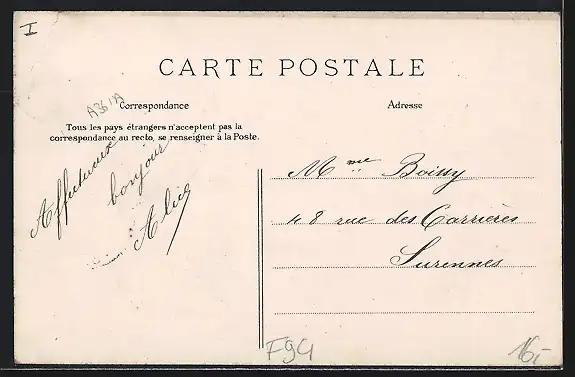 I
CARTE POSTALE
A361A
Correspondance
Tous les pays étrangers n'acceptent pas la
correspondance au recto, se renseigner à la Poste.
Affectueux
bonjour
Alice
Adresse
Mme Boissy
48 rue des Carrières
Suresnes
F94
16,-